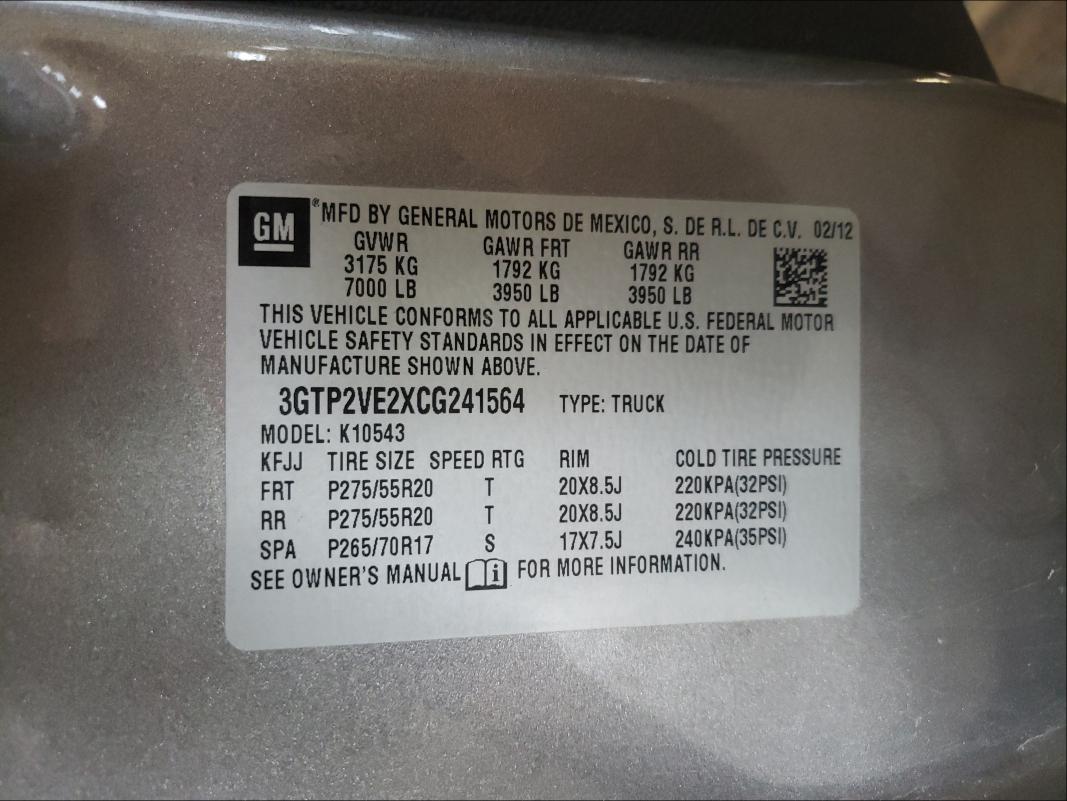 GM ® MFD BY GENERAL MOTORS DE MEXICO, S. DE R.L. DE C.V. 02/12
GVWR GAWR FRT GAWR RR
3175 KG 1792 KG 1792 KG
7000 LB 3950 LB 3950 LB
THIS VEHICLE CONFORMS TO ALL APPLICABLE U.S. FEDERAL MOTOR
VEHICLE SAFETY STANDARDS IN EFFECT ON THE DATE OF
MANUFACTURE SHOWN ABOVE.
3GTP2VE2XCG241564 TYPE: TRUCK
MODEL: K10543
KFJJ TIRE SIZE SPEED RTG RIM COLD TIRE PRESSURE
FRT P275/55R20 T 20X8.5J 220KPA(32PSI)
RR P275/55R20 T 20X8.5J 220KPA(32PSI)
SPA P265/70R17 S 17X7.5J 240KPA(35PSI)
SEE OWNER'S MANUAL i FOR MORE INFORMATION.